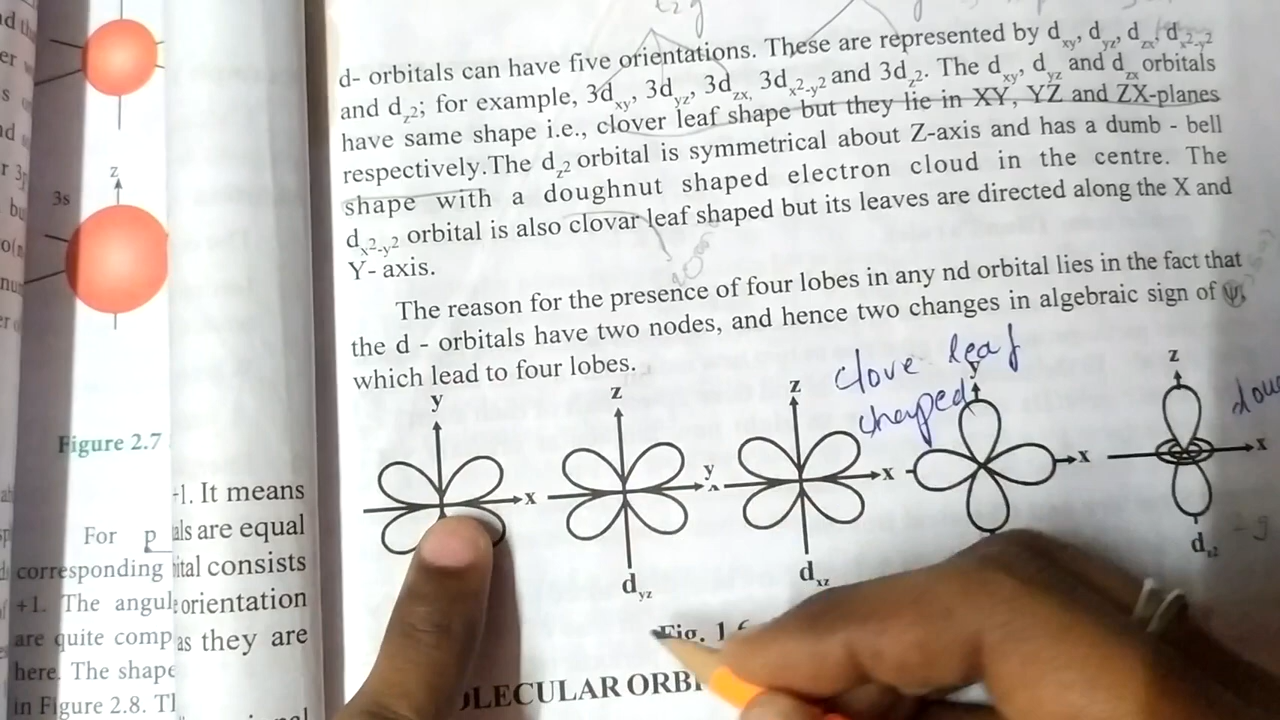 3s
z
Figure 2.7
-1. It means
For p als are equal
corresponding ital consists
+1. The angul orientation
are quite comp as they are
here. The shape
in Figure 2.8. Tl
t2g
d- orbitals can have five orientations. These are represented by dxy, dyz, dzx, dx2-y2
and dz2; for example, 3dxy, 3dyz, 3dzx, 3dx2-y2 and 3dz2. The dxy, dyz and dzx orbitals
have same shape i.e., clover leaf shape but they lie in XY, YZ and ZX-planes
respectively. The dz2 orbital is symmetrical about Z-axis and has a dumb - bell
shape with a doughnut shaped electron cloud in the centre. The
dx2-y2 orbital is also clovar leaf shaped but its leaves are directed along the X and
Y- axis.
The reason for the presence of four lobes in any nd orbital lies in the fact that
the d - orbitals have two nodes, and hence two changes in algebraic sign of ψ,
which lead to four lobes.
clove leaf
chaped
y
x
z
y
dyz
z
x
dxz
y
x
z
x
dz2
Fig. 1
OLECULAR ORB